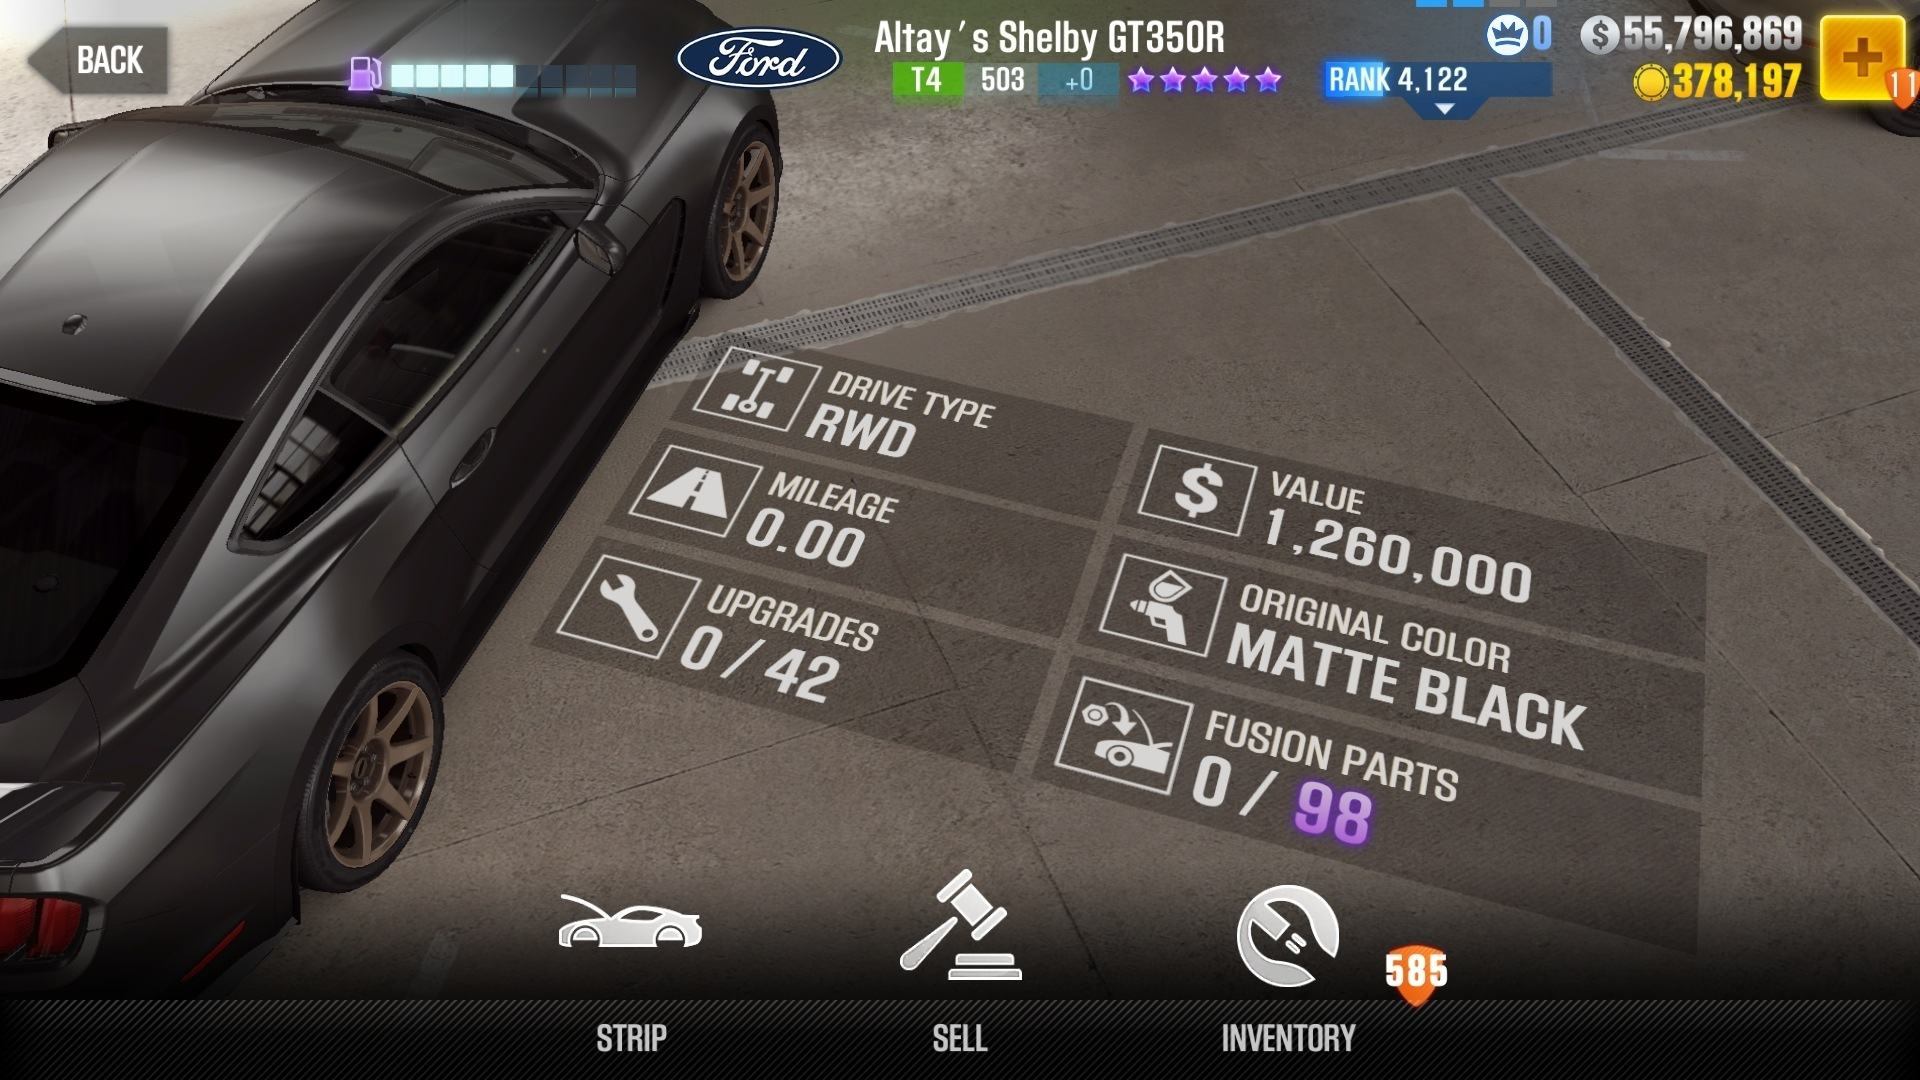 BACK
Ford
Altay's Shelby GT350R
T4 503 +0
RANK 4,122
0
$ 55,796,869
378,197
11
DRIVE TYPE
RWD
MILEAGE
0.00
UPGRADES
0/42
$ VALUE
1,260,000
ORIGINAL COLOR
MATTE BLACK
FUSION PARTS
0/ 98
585
STRIP
SELL
INVENTORY